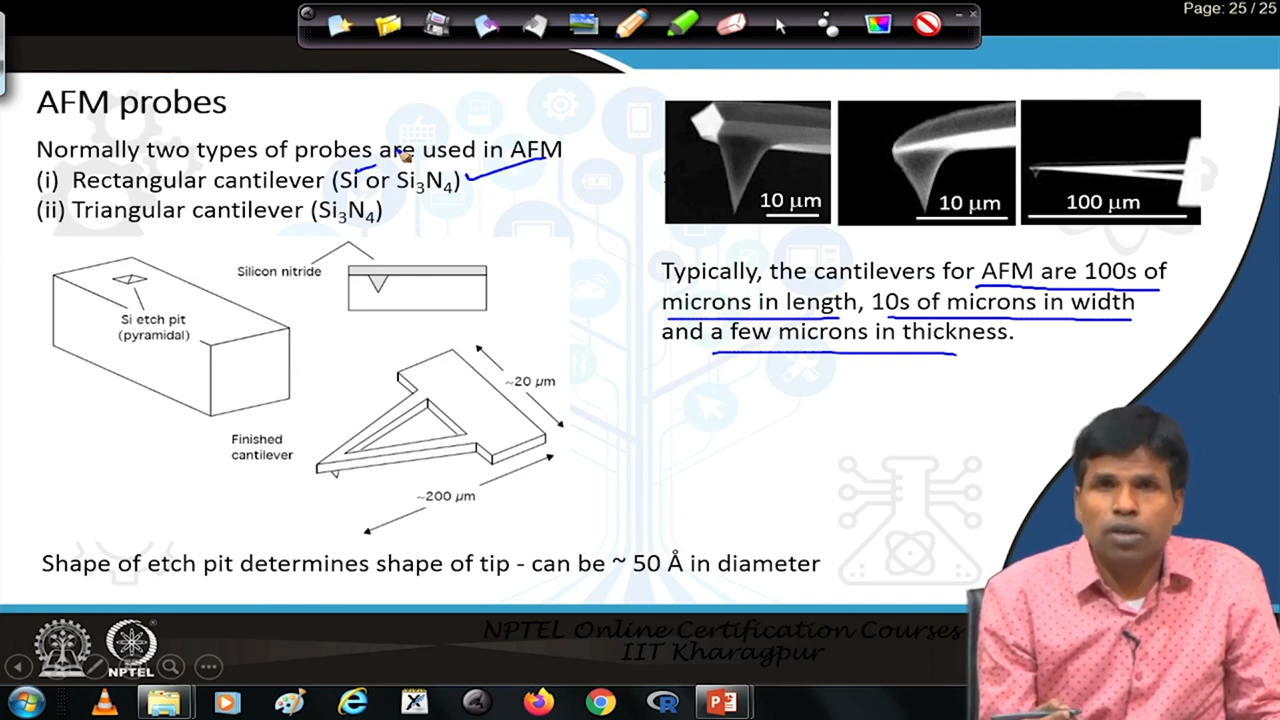 Page: 25 / 25
AFM probes
Normally two types of probes are used in AFM
(i) Rectangular cantilever (Si or Si₃N₄)
(ii) Triangular cantilever (Si₃N₄)
10 μm
10 μm
100 μm
Silicon nitride
Si etch pit
(pyramidal)
Finished
cantilever
~20 μm
~200 μm
Typically, the cantilevers for AFM are 100s of
microns in length, 10s of microns in width
and a few microns in thickness.
Shape of etch pit determines shape of tip - can be ~ 50 Å in diameter
NPTEL
NPTEL Online Certification Courses
IIT Kharagpur